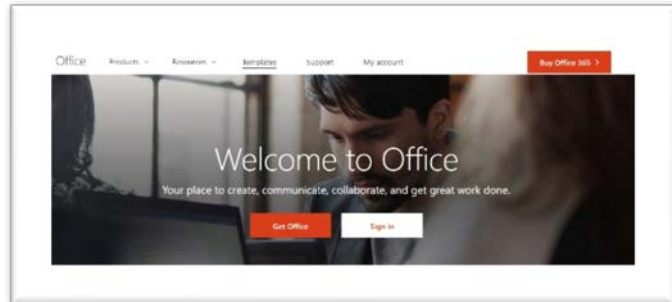 Office Products Resources Templates Support My account Buy Office 365 >
Welcome to Office
Your place to create, communicate, collaborate, and get great work done.
Get Office Sign in